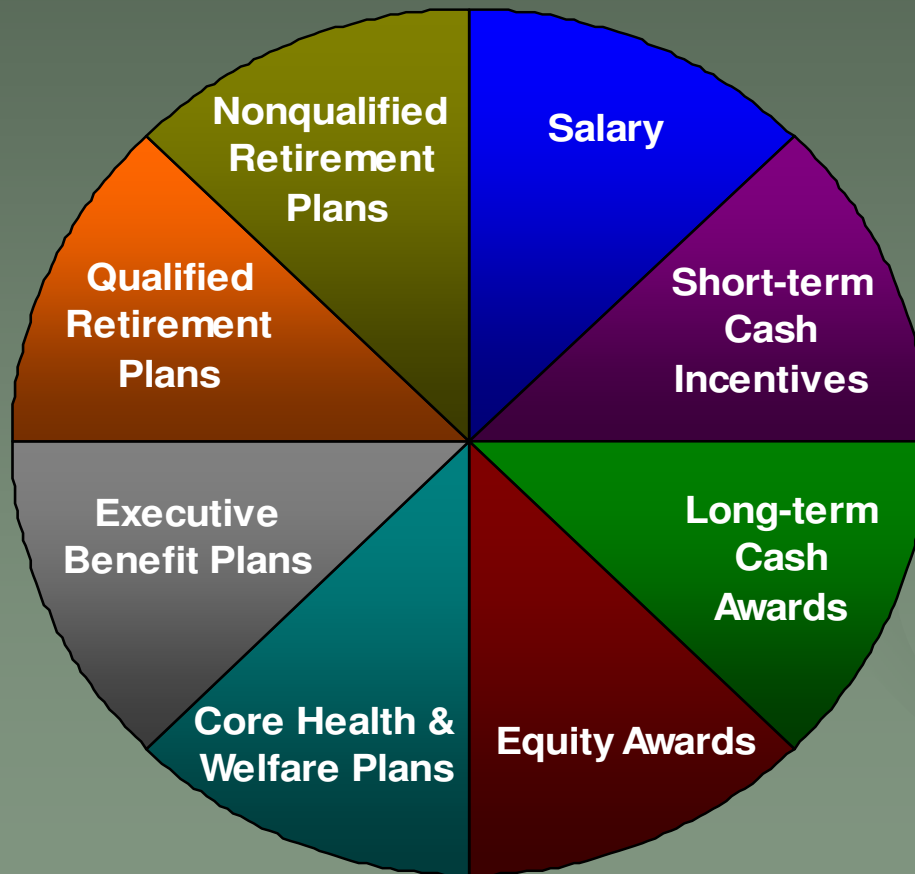 Salary
Short-term
Cash
Incentives
Long-term
Cash
Awards
Equity Awards
Core Health &
Welfare Plans
Executive
Benefit Plans
Qualified
Retirement
Plans
Nonqualified
Retirement
Plans